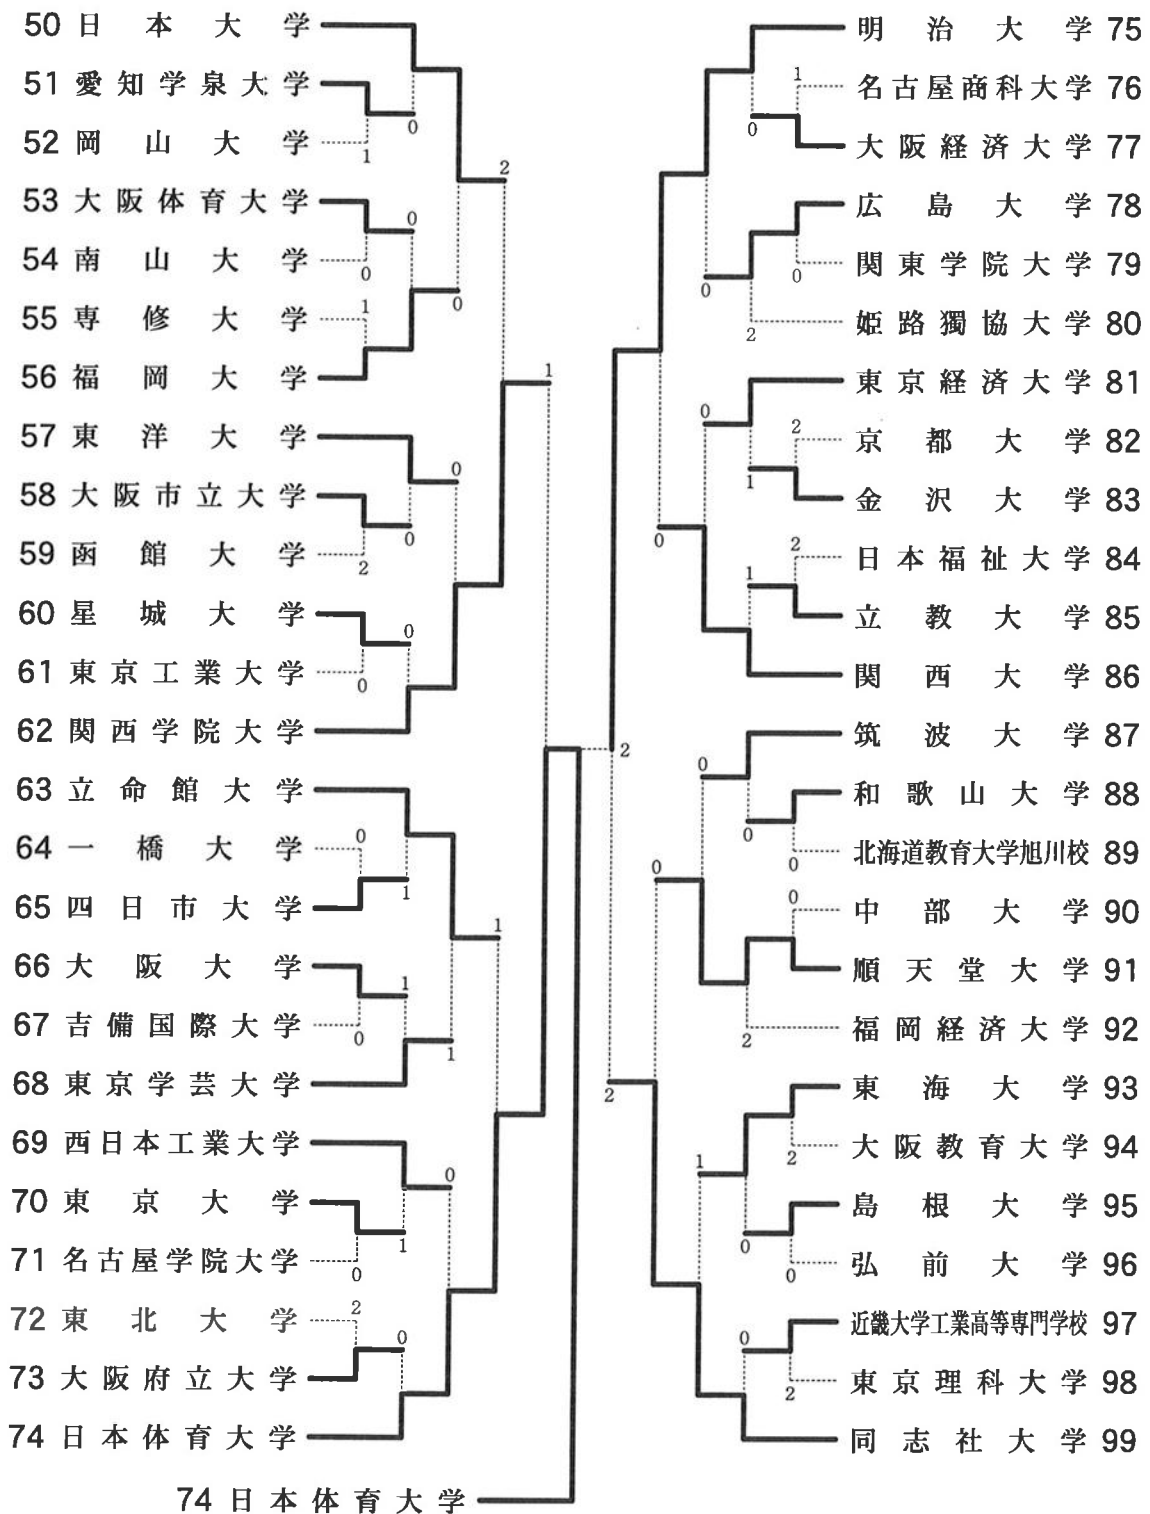 50 日本大学
51 愛知学泉大学
52 岡山大学
53 大阪体育大学
54 南山大学
55 専修大学
56 福岡大学
57 東洋大学
58 大阪市立大学
59 函館大学
60 星城大学
61 東京工業大学
62 関西学院大学
63 立命館大学
64 一橋大学
65 四日市大学
66 大阪大学
67 吉備国際大学
68 東京学芸大学
69 西日本工業大学
70 東京大学
71 名古屋学院大学
72 東北大学
73 大阪府立大学
74 日本体育大学
74 日本体育大学
0
1
0
0
1
0
2
0
2
0
0
0
1
0
1
1
0
1
1
0
1
0
2
0
2
明治大学 75
名古屋商科大学 76
大阪経済大学 77
広島大学 78
関東学院大学 79
姫路獨協大学 80
東京経済大学 81
京都大学 82
金沢大学 83
日本福祉大学 84
立教大学 85
関西大学 86
筑波大学 87
和歌山大学 88
北海道教育大学旭川校 89
中部大学 90
順天堂大学 91
福岡経済大学 92
東海大学 93
大阪教育大学 94
島根大学 95
弘前大学 96
近畿大学工業高等専門学校 97
東京理科大学 98
同志社大学 99
1
0
0
0
2
0
2
1
0
2
1
0
0
0
0
0
2
2
2
1
0
0
0
2